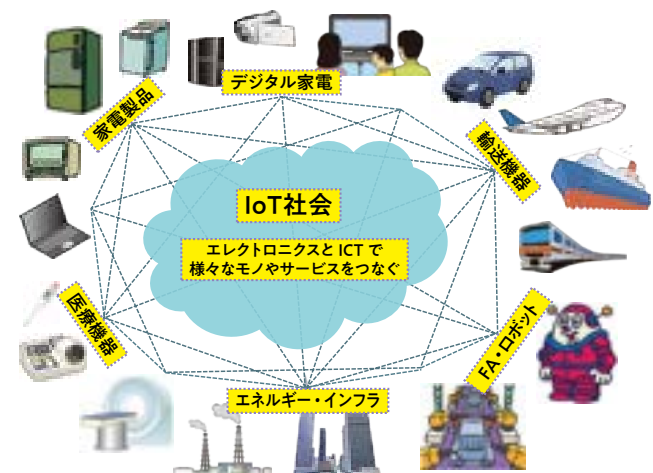 デジタル家電
家電製品
輸送機器
IoT社会
エレクトロニクスと ICT で
様々なモノやサービスをつなぐ
医療機器
FA・ロボット
エネルギー・インフラ